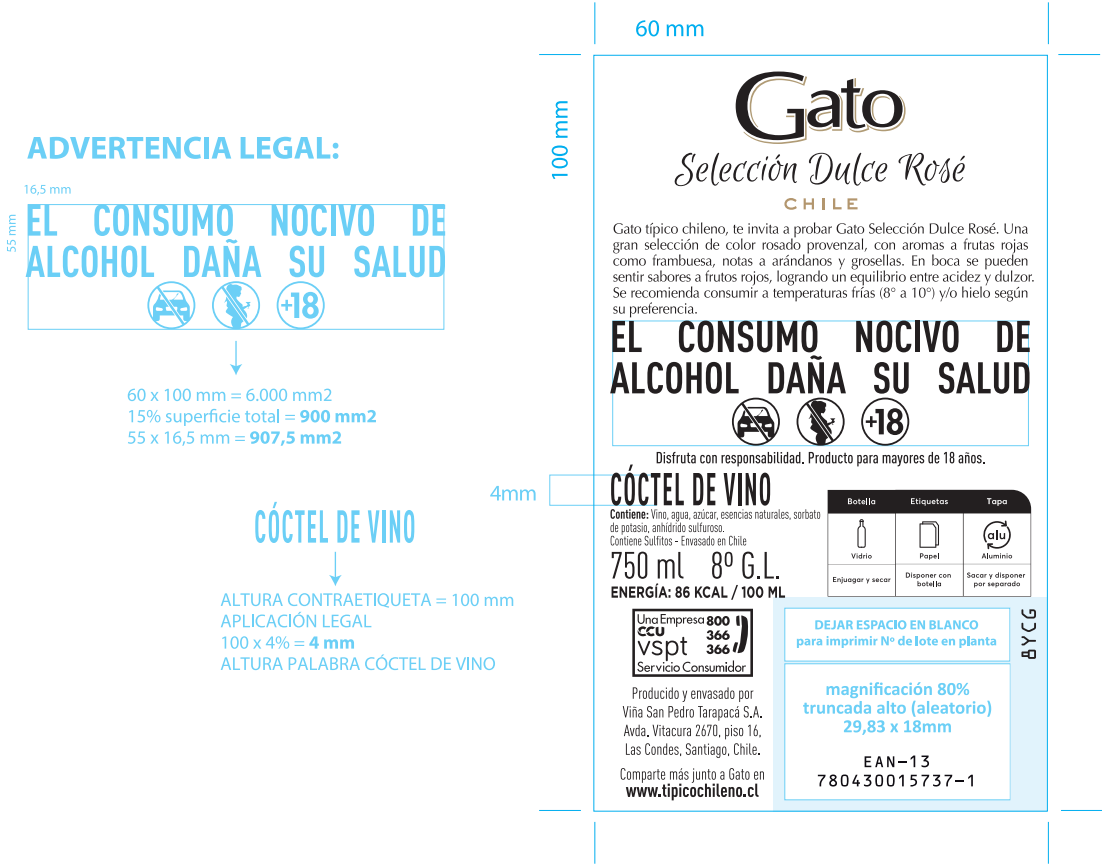 60 mm
100 mm
ADVERTENCIA LEGAL:
16,5 mm
55 mm
EL CONSUMO NOCIVO DE
ALCOHOL DAÑA SU SALUD
+18
60 x 100 mm = 6.000 mm2
15% superficie total = 900 mm2
55 x 16,5 mm = 907,5 mm2
CÓCTEL DE VINO
ALTURA CONTRAETIQUETA = 100 mm
APLICACIÓN LEGAL
100 x 4% = 4 mm
ALTURA PALABRA CÓCTEL DE VINO
Gato
Selección Dulce Rosé
CHILE
Gato típico chileno, te invita a probar Gato Selección Dulce Rosé. Una
gran selección de color rosado provenzal, con aromas a frutas rojas
como frambuesa, notas a arándanos y grosellas. En boca se pueden
sentir sabores a frutos rojos, logrando un equilibrio entre acidez y dulzor.
Se recomienda consumir a temperaturas frías (8° a 10°) y/o hielo según
su preferencia.
EL CONSUMO NOCIVO DE
ALCOHOL DAÑA SU SALUD
+18
Disfruta con responsabilidad. Producto para mayores de 18 años.
4mm
CÓCTEL DE VINO
Contiene: Vino, agua, azúcar, esencias naturales, sorbato
de potasio, anhídrido sulfuroso.
Contiene Sulfitos - Envasado en Chile
750 ml 8º G.L.
ENERGÍA: 86 KCAL / 100 ML
Botella Etiquetas Tapa
alu
Vidrio Papel Aluminio
Enjuagar y secar
Disponer con
botella
Sacar y disponer
por separado
Una Empresa
CCU
vspt
800
366
366
Servicio Consumidor
Producido y envasado por
Viña San Pedro Tarapacá S.A.
Avda. Vitacura 2670, piso 16,
Las Condes, Santiago, Chile.
Comparte más junto a Gato en
www.tipicochileno.cl
DEJAR ESPACIO EN BLANCO
para imprimir Nº de lote en planta
8YCG
magnificación 80%
truncada alto (aleatorio)
29,83 x 18mm
EAN-13
780430015737-1